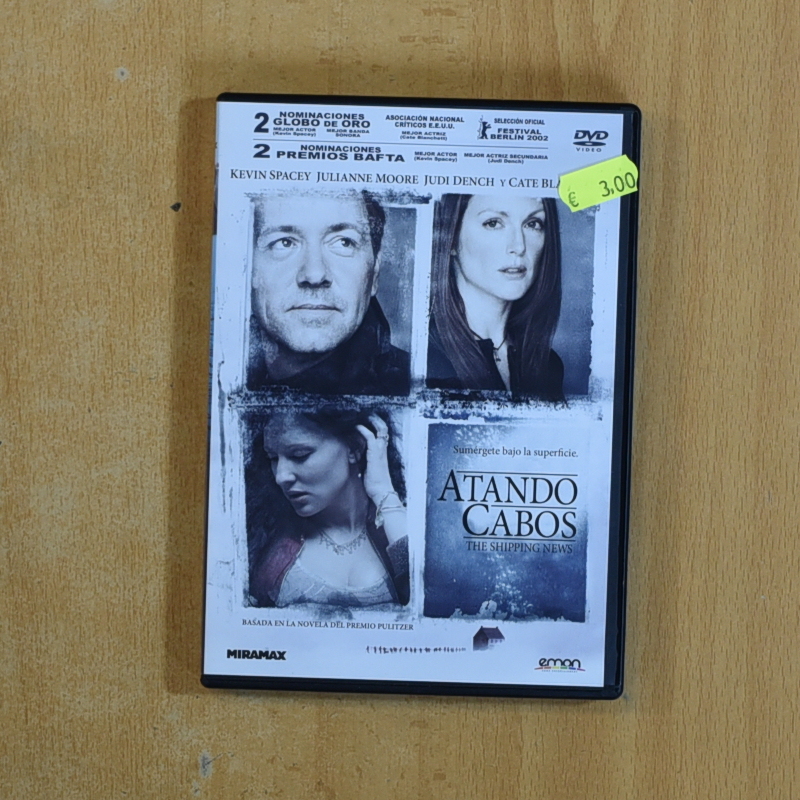 2 NOMINACIONES GLOBO DE ORO
MEJOR ACTOR (Kevin Spacey) MEJOR BANDA SONORA
ASOCIACIÓN NACIONAL CRÍTICOS E.E.U.U.
MEJOR ACTRIZ (Cate Blanchett)
SELECCIÓN OFICIAL
FESTIVAL BERLIN 2002
DVD VIDEO
2 NOMINACIONES PREMIOS BAFTA
MEJOR ACTOR (Kevin Spacey) MEJOR ACTRIZ SECUNDARIA (Judi Dench)
KEVIN SPACEY JULIANNE MOORE JUDI DENCH Y CATE
€ 3,00
Sumérgete bajo la superficie.
ATANDO
CABOS
THE SHIPPING NEWS
BASADA EN LA NOVELA DEL PREMIO PULITZER
MIRAMAX
emon